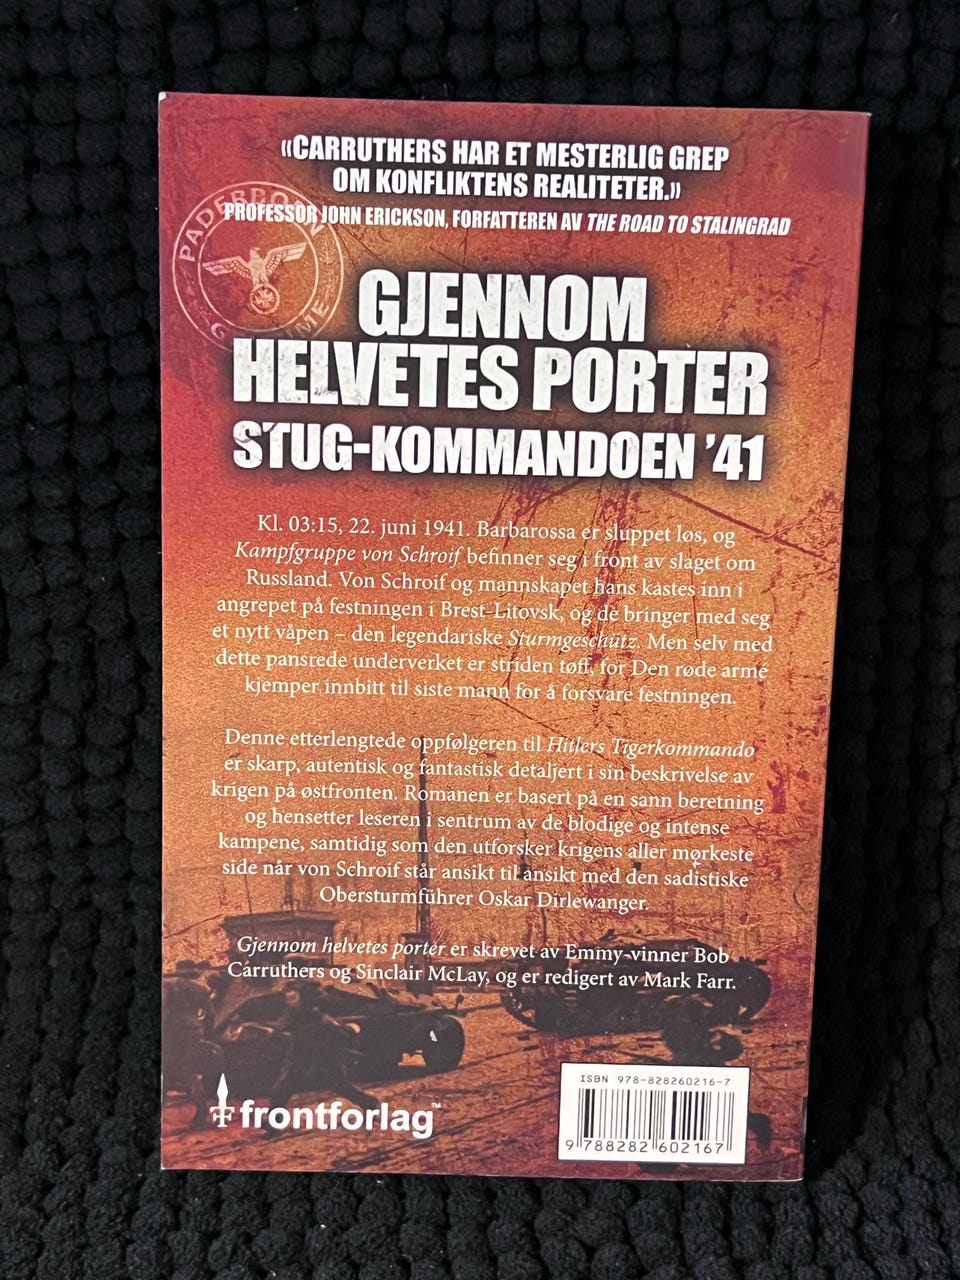 «CARRUTHERS HAR ET MESTERLIG GREP
OM KONFLIKTENS REALITETER.»
PROFESSOR JOHN ERICKSON, FORFATTEREN AV THE ROAD TO STALINGRAD
PADERBORN
GJENNOM
HELVETES PORTER
STUG-KOMMANDOEN ’41
Kl. 03:15, 22. juni 1941. Barbarossa er sluppet løs, og
Kampfgruppe von Schroif befinner seg i front av slaget om
Russland. Von Schroif og mannskapet hans kastes inn i
angrepet på festningen i Brest-Litovsk, og de bringer med seg
et nytt våpen – den legendariske Sturmgeschütz. Men selv med
dette pansrede underverket er striden tøff, for Den røde armé
kjemper innbitt til siste mann for å forsvare festningen.
Denne etterlengtede oppfølgeren til Hitlers Tigerkommando
er skarp, autentisk og fantastisk detaljert i sin beskrivelse av
krigen på østfronten. Romanen er basert på en sann beretning
og hensetter leseren i sentrum av de blodige og intense
kampene, samtidig som den utforsker krigens aller mørkeste
side når von Schroif står ansikt til ansikt med den sadistiske
Obersturmführer Oskar Dirlewanger.
Gjennom helvetes porter er skrevet av Emmy-vinner Bob
Carruthers og Sinclair McLay, og er redigert av Mark Farr.
frontforlag™
ISBN 978-828260216-7
9 788282 602167